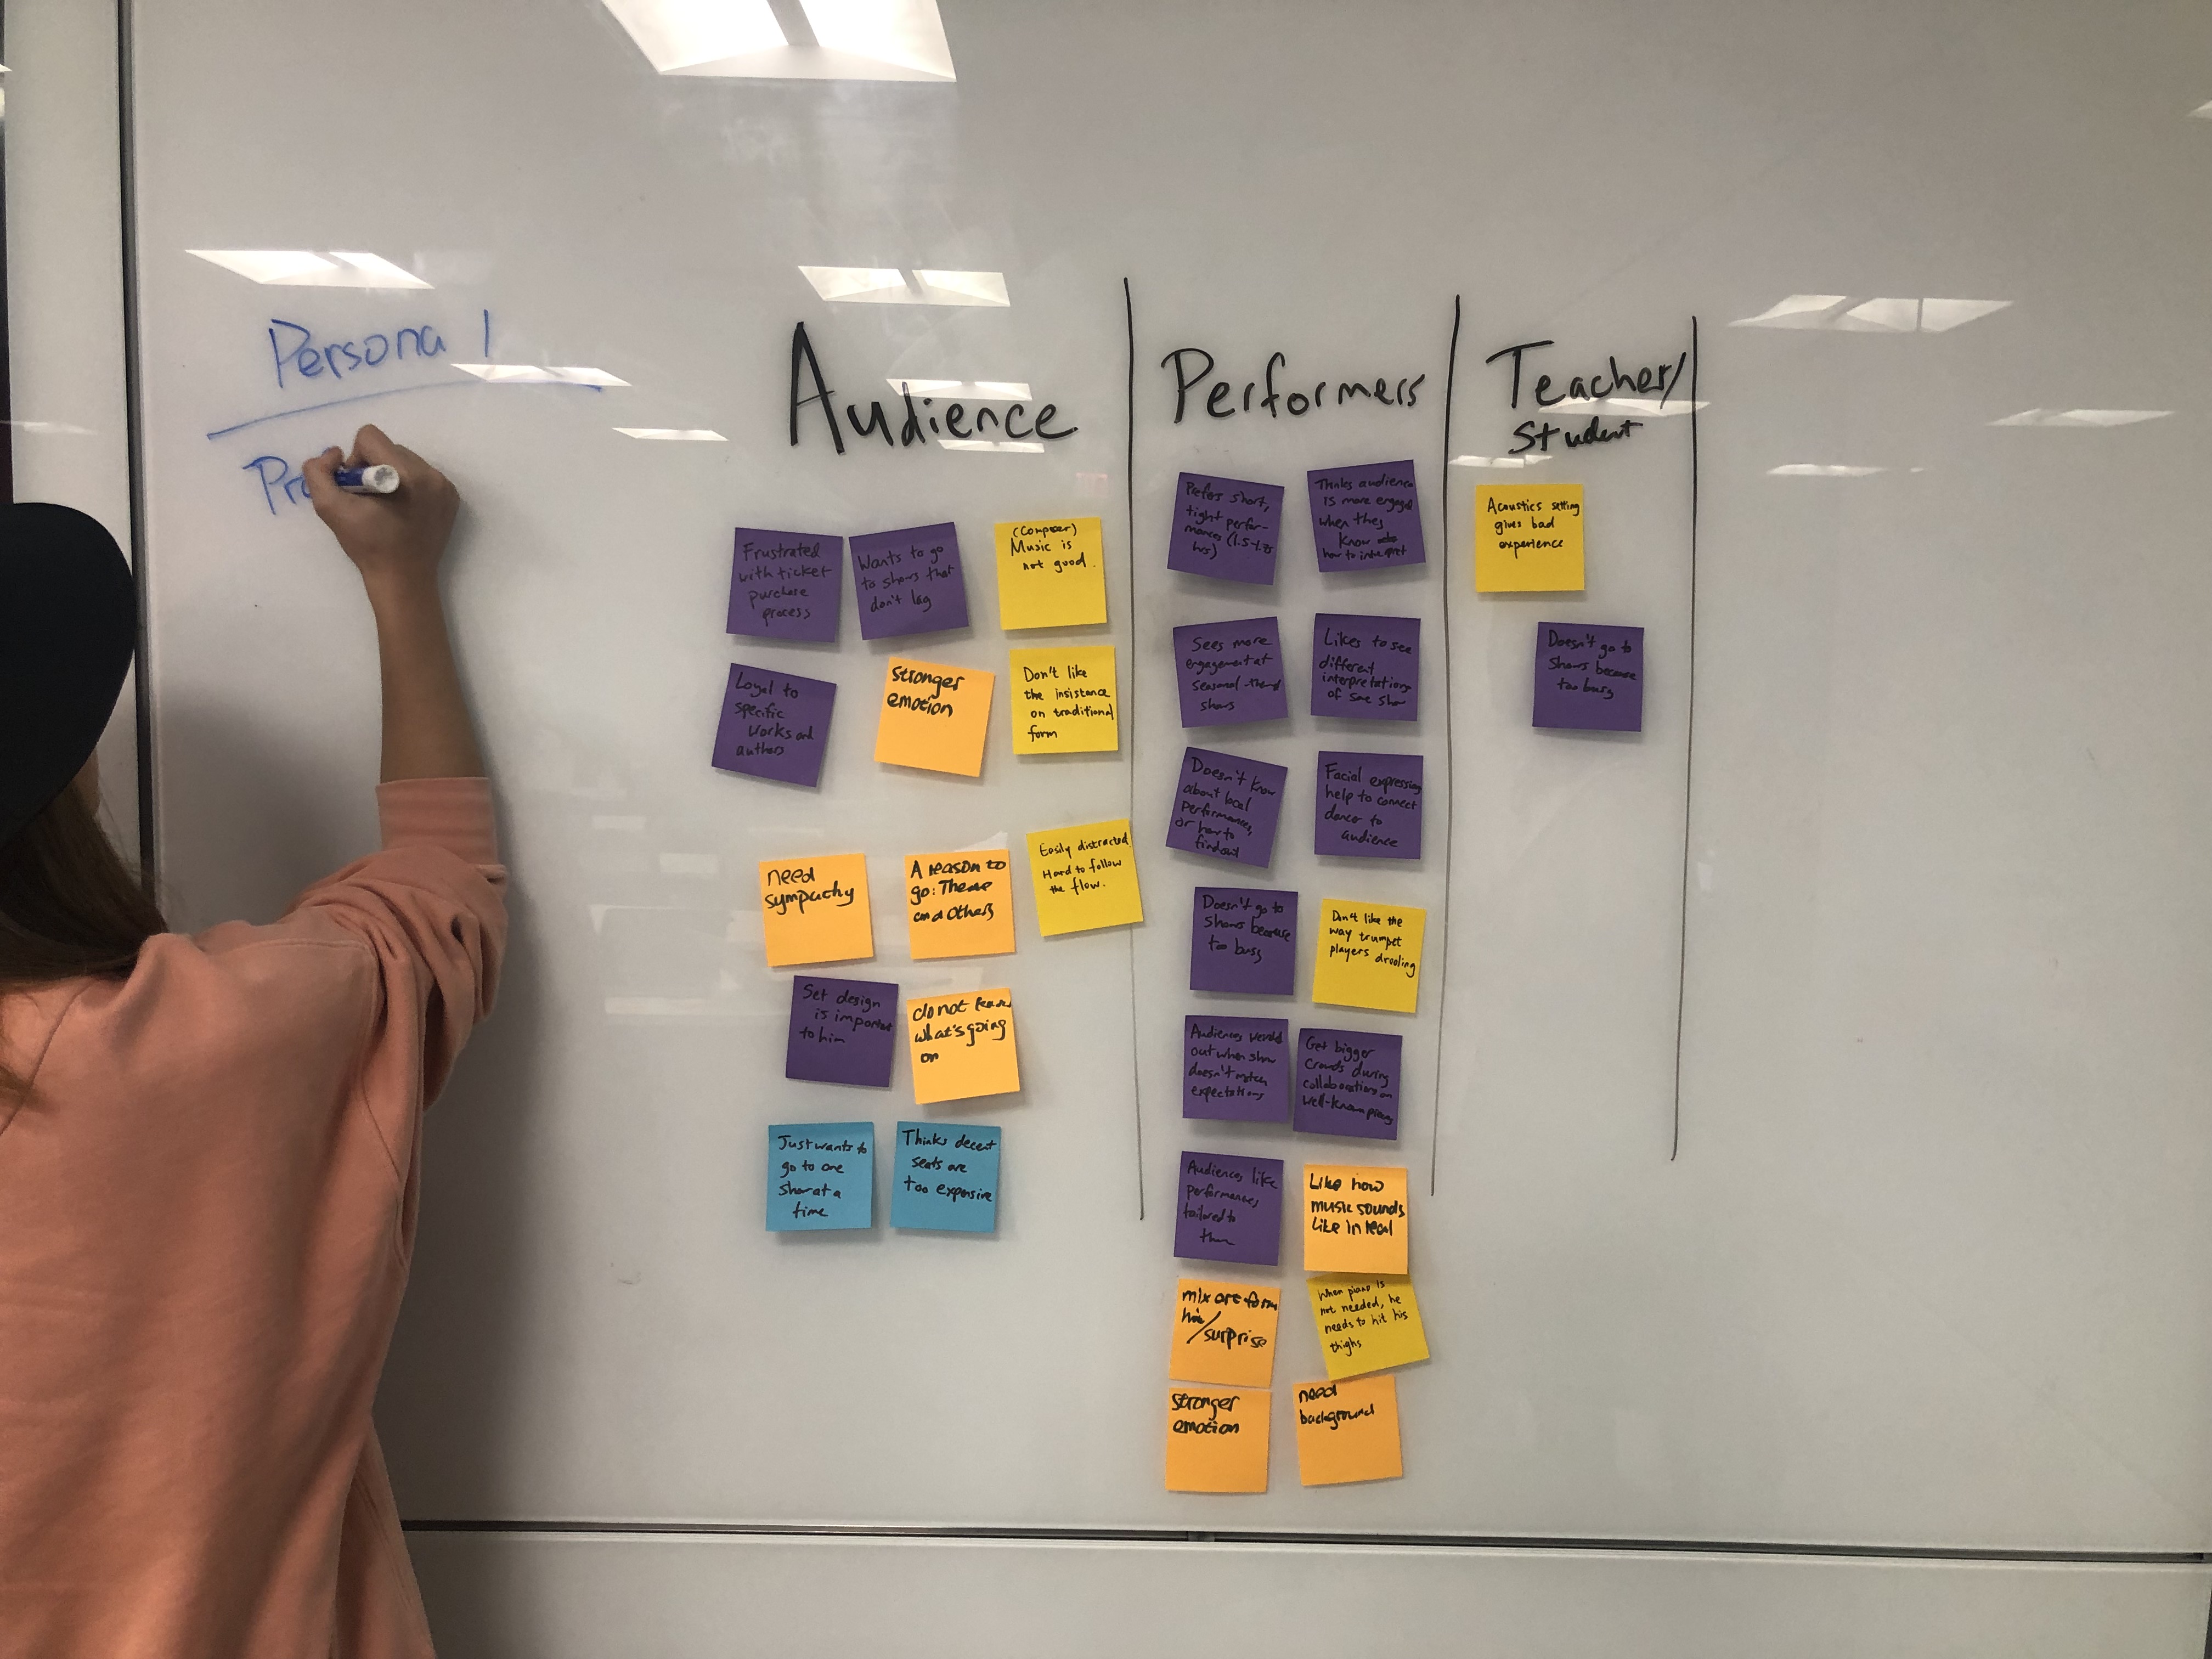 Persona 1
Pr
Audience
Frustrated
with ticket
purchase
process
Wants to go
to shows that
don't lag
(Composer)
Music is
not good.
Loyal to
specific
works and
authors
stronger
emotion
Don't like
the insistance
on traditional
form
need
sympathy
A reason to
go: Theme
and others
Easily distracted
Hard to follow
the flow.
Set design
is important
to him
do not
what's going
on
Just wants to
go to one
show at a
time
Thinks decent
seats are
too expensive
Performers
Prefers short,
tight perfor-
mances (1.5-1.75
hrs)
Thinks audience
is more engaged
when they
know
how to interpret
Sees more
engagement at
seasonal-themed
shows
Likes to see
different
interpretations
of same show
Doesn't know
about local
performances,
or how to
find out
Facial expressions
help to connect
dancer to
audience
Doesn't go to
shows because
too busy
Don't like the
way trumpet
players drooling
Audiences weirded
out when show
doesn't match
expectations
Get bigger
crowds during
collaborations on
well-known pieces
Audiences like
performances
tailored to
them
Like how
music sounds
like in real
mix art form
/surprise
When piano is
not needed, he
needs to hit his
thighs
stronger
emotion
need
background
Teacher/
Student
Acoustics setting
gives bad
experience
Doesn't go to
shows because
too busy